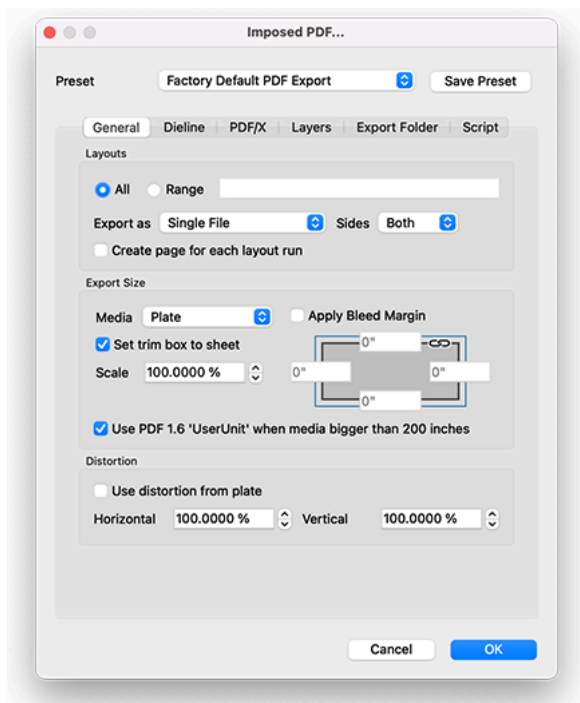 Imposed PDF...
Preset Factory Default PDF Export Save Preset
General Dieline PDF/X Layers Export Folder Script
Layouts
All Range
Export as Single File Sides Both
Create page for each layout run
Export Size
Media Plate Apply Bleed Margin
0"
Set trim box to sheet
Scale 100.0000 % 0" 0"
0"
Use PDF 1.6 'UserUnit' when media bigger than 200 inches
Distortion
Use distortion from plate
Horizontal 100.0000 % Vertical 100.0000 %
Cancel OK